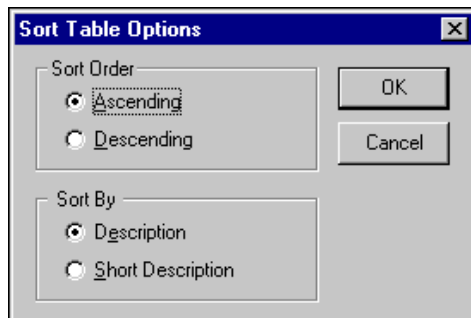 Sort Table Options
Sort Order
Ascending
Descending
OK
Cancel
Sort By
Description
Short Description